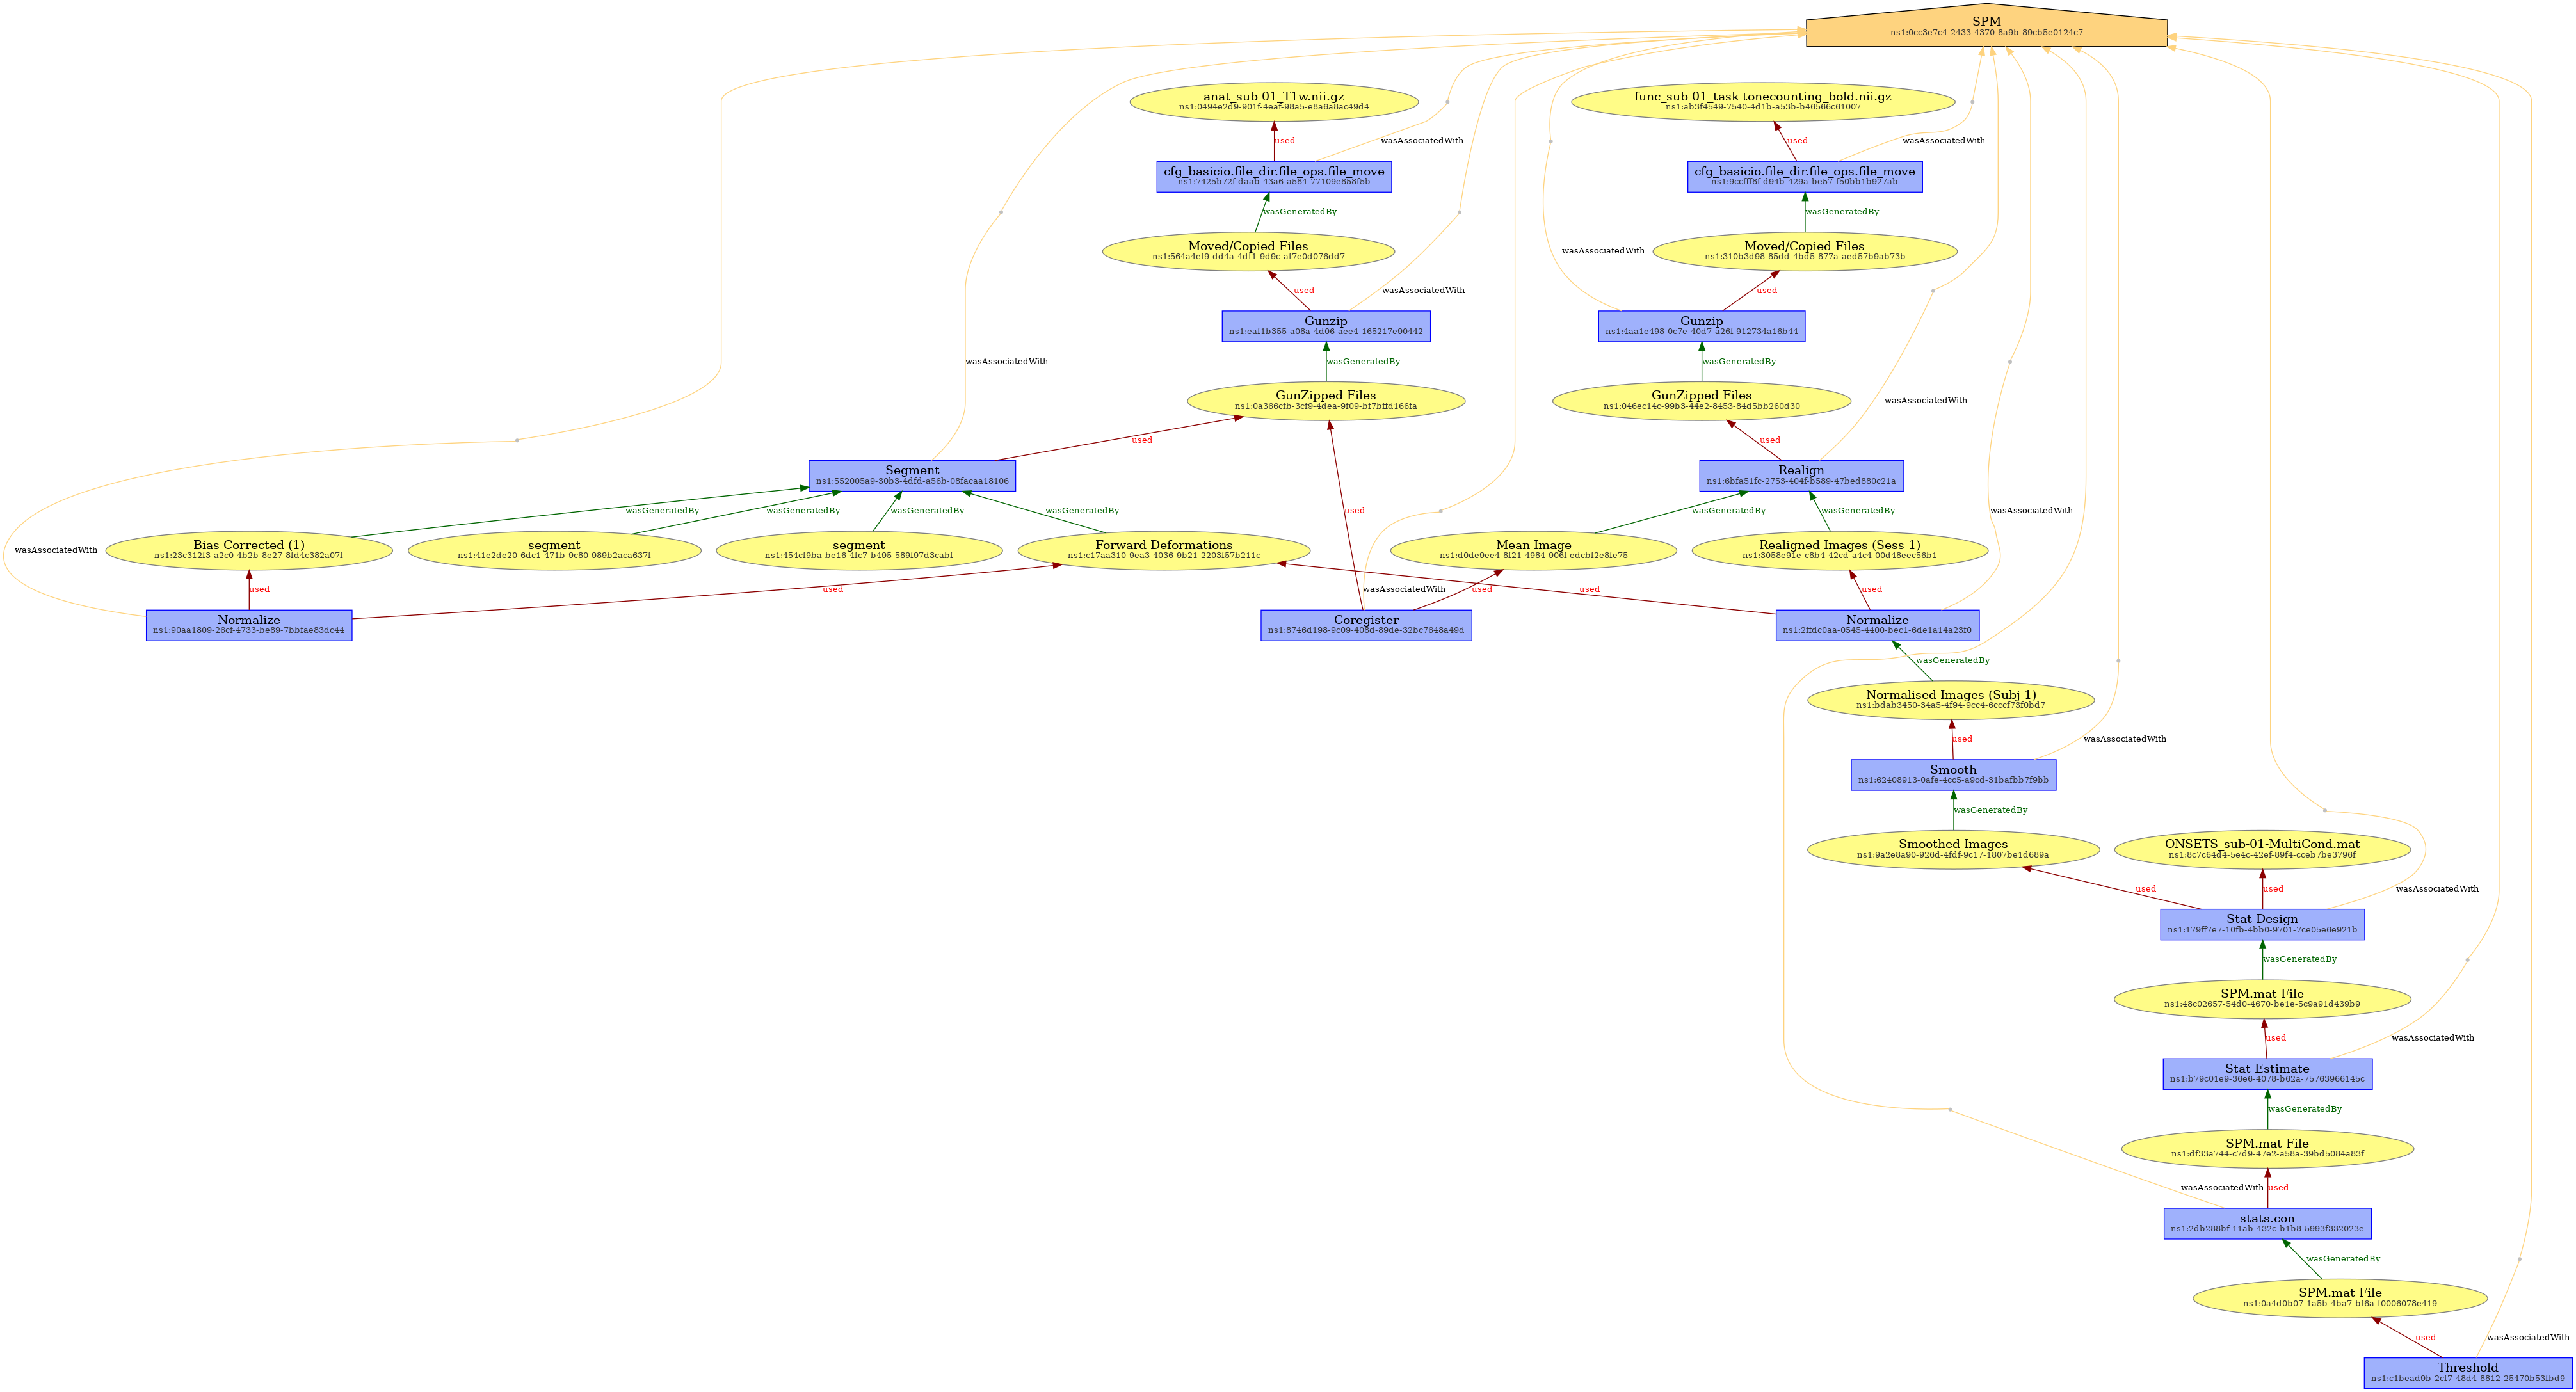 SPM
ns1:0cc3e7c4-2433-4370-8a9b-89cb5e0124c7
anat_sub-01_T1w.nii.gz
ns1:0494e2d9-901f-4eaf-98a5-e8a6a8ac49d4
func_sub-01_task-tonecounting_bold.nii.gz
ns1:ab3f4549-7540-4d1b-a53b-b46566c61007
used
wasAssociatedWith
used
wasAssociatedWith
cfg_basicio.file_dir.file_ops.file_move
ns1:7425b72f-daab-43a6-a584-77109e858f5b
cfg_basicio.file_dir.file_ops.file_move
ns1:9ccfff8f-d94b-429a-be57-f50bb1b927ab
wasGeneratedBy
wasGeneratedBy
Moved/Copied Files
ns1:564a4ef9-dd4a-4df1-9d9c-af7e0d076dd7
Moved/Copied Files
ns1:310b3d98-85dd-4bd5-877a-aed57b9ab73b
wasAssociatedWith
used
wasAssociatedWith
used
Gunzip
ns1:eaf1b355-a08a-4d06-aee4-165217e90442
Gunzip
ns1:4aa1e498-0c7e-40d7-a26f-912734a16b44
wasAssociatedWith
wasGeneratedBy
wasGeneratedBy
GunZipped Files
ns1:0a366cfb-3cf9-4dea-9f09-bf7bffd166fa
GunZipped Files
ns1:046ec14c-99b3-44e2-8453-84d5bb260d30
wasAssociatedWith
used
used
Segment
ns1:552005a9-30b3-4dfd-a56b-08facaa18106
Realign
ns1:6bfa51fc-2753-404f-b589-47bed880c21a
wasGeneratedBy
wasGeneratedBy
wasGeneratedBy
wasGeneratedBy
used
wasGeneratedBy
wasGeneratedBy
wasAssociatedWith
wasAssociatedWith
Bias Corrected (1)
ns1:23c312f3-a2c0-4b2b-8e27-8fd4c382a07f
segment
ns1:41e2de20-6dc1-471b-9c80-989b2aca637f
segment
ns1:454cf9ba-be16-4fc7-b495-589f97d3cabf
Forward Deformations
ns1:c17aa310-9ea3-4036-9b21-2203f57b211c
Mean Image
ns1:d0de9ee4-8f21-4984-906f-edcbf2e8fe75
Realigned Images (Sess 1)
ns1:3058e91e-c8b4-42cd-a4c4-00d48eec56b1
used
used
wasAssociatedWith
used
used
used
Normalize
ns1:90aa1809-26cf-4733-be89-7bbfae83dc44
Coregister
ns1:8746d198-9c09-408d-89de-32bc7648a49d
Normalize
ns1:2ffdc0aa-0545-4400-bec1-6de1a14a23f0
wasGeneratedBy
Normalised Images (Subj 1)
ns1:bdab3450-34a5-4f94-9cc4-6cccf73f0bd7
used
wasAssociatedWith
Smooth
ns1:62408913-0afe-4cc5-a9cd-31bafbb7f9bb
wasGeneratedBy
Smoothed Images
ns1:9a2e8a90-926d-4fdf-9c17-1807be1d689a
ONSETS_sub-01-MultiCond.mat
ns1:8c7c64d4-5e4c-42ef-89f4-cceb7be3796f
used
used
wasAssociatedWith
Stat Design
ns1:179ff7e7-10fb-4bb0-9701-7ce05e6e921b
wasGeneratedBy
SPM.mat File
ns1:48c02657-54d0-4670-be1e-5c9a91d439b9
used
wasAssociatedWith
Stat Estimate
ns1:b79c01e9-36e6-4078-b62a-75763966145c
wasGeneratedBy
SPM.mat File
ns1:df33a744-c7d9-47e2-a58a-39bd5084a83f
wasAssociatedWith
used
stats.con
ns1:2db288bf-11ab-432c-b1b8-5993f332023e
wasGeneratedBy
SPM.mat File
ns1:0a4d0b07-1a5b-4ba7-bf6a-f0006078e419
used
wasAssociatedWith
Threshold
ns1:c1bead9b-2cf7-48d4-8812-25470b53fbd9